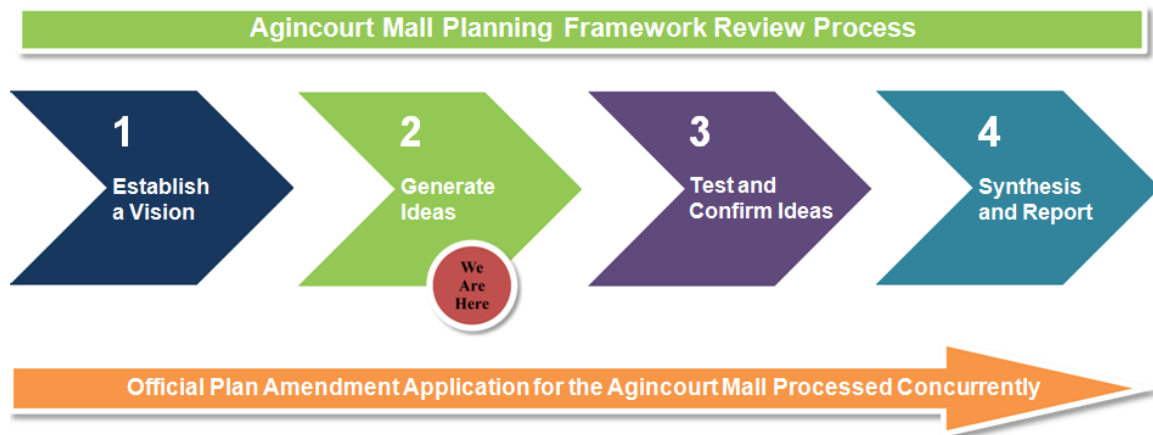 Agincourt Mall Planning Framework Review Process
1
Establish
a Vision
2
Generate
Ideas
We
Are
Here
3
Test and
Confirm Ideas
4
Synthesis
and Report
Official Plan Amendment Application for the Agincourt Mall Processed Concurrently